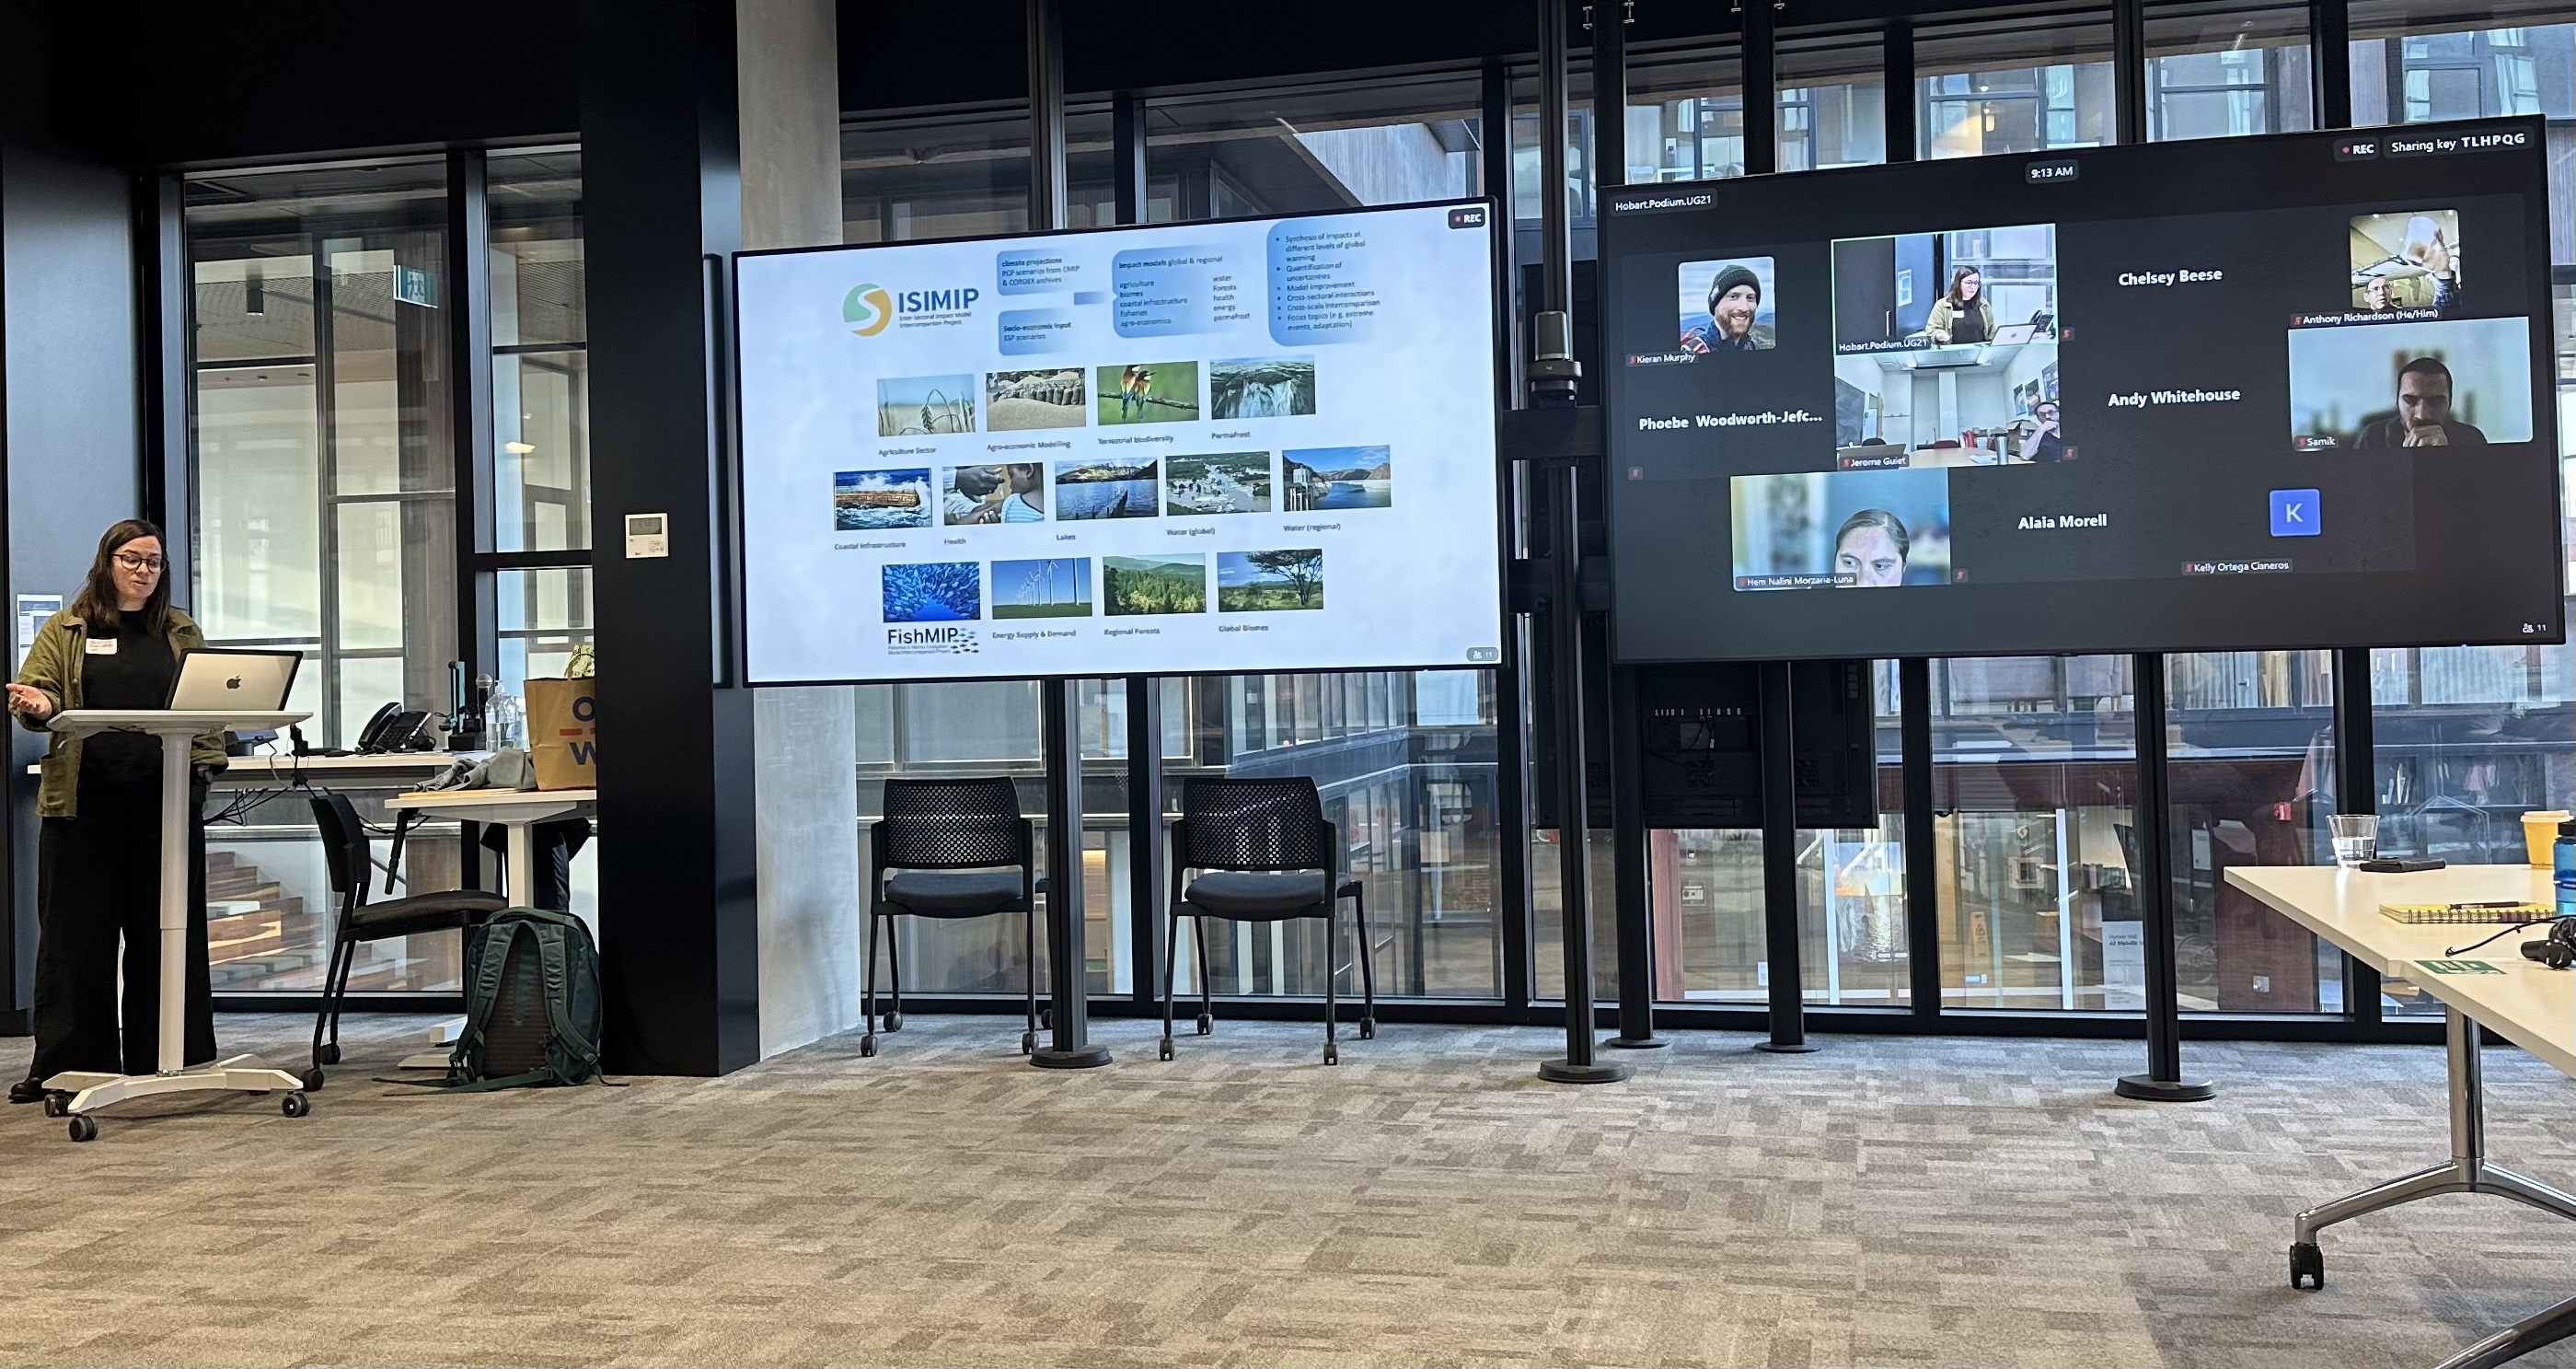 REC
ISIMIP
Inter-Sectoral Impact Model
Intercomparison Project
climate projections
RCP scenarios from CMIP
& CORDEX archives
Socio-economic input
SSP scenarios
Impact models global & regional
agriculture
biomes
coastal infrastructure
fisheries
agro-economics
water
Forests
health
energy
permafrost
• Synthesis of impacts at
different levels of global
warming
• Quantification of
uncertainties
• Model improvement
• Cross-sectoral interactions
• Cross-scale intercomparison
• Focus topics (e.g. extreme
events, adaptation)
Agriculture Sector
Agro-economic Modelling
Terrestrial biodiversity
Permafrost
Coastal Infrastructure
Health
Lakes
Water (global)
Water (regional)
FishMIP
Energy Supply & Demand
Regional Forests
Global Biomes
11
Hobart.Podium.UG21
9:13 AM
REC
Sharing key TLHPQG
Kieran Murphy
Hobart.Podium.UG21
Chelsey Beese
Anthony Richardson (He/Him)
Phoebe Woodworth-Jefc...
Jerome Guiet
Andy Whitehouse
Samik
Hem Nalini Morzaria-Luna
Alaia Morell
K
Kelly Ortega Cisneros
11
O
W